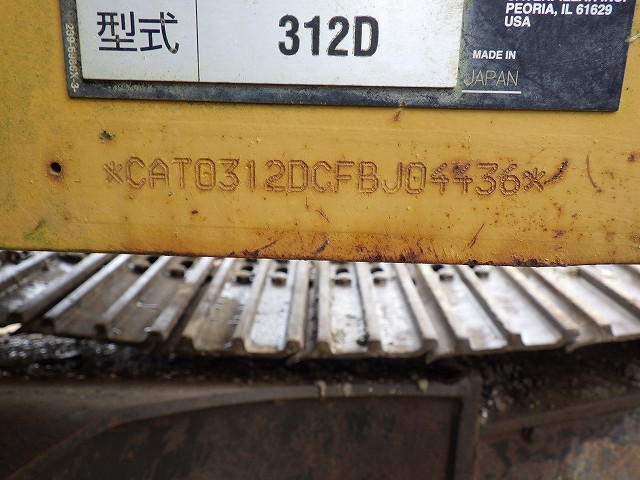 PEORIA, IL 61629
USA
型式 312D
MADE IN
JAPAN
*CAT0312DCFBJ04436*